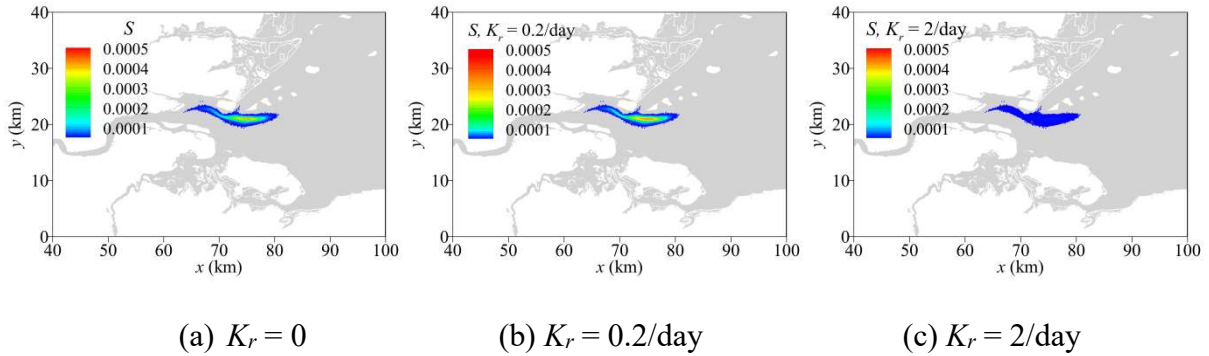 40
S
0.0005
0.0004
30
0.0003
0.0002
y (km)
20
0.0001
10
0
40 50 60 70 80 90 100
x (km)
40
S, Kr = 0.2/day
0.0005
0.0004
30
0.0003
0.0002
y (km)
20
0.0001
10
0
40 50 60 70 80 90 100
x (km)
40
S, Kr = 2/day
0.0005
0.0004
30
0.0003
0.0002
y (km)
20
0.0001
10
0
40 50 60 70 80 90 100
x (km)
(a) Kr = 0
(b) Kr = 0.2/day
(c) Kr = 2/day